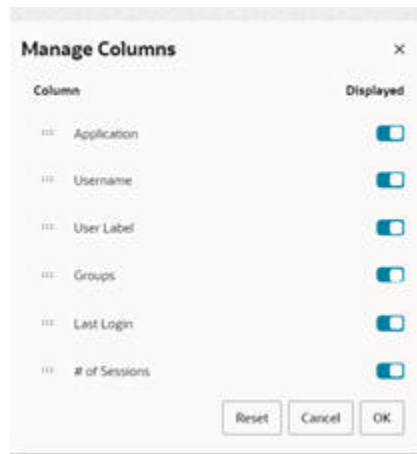 Manage Columns ×
Column Displayed
Application
Username
User Label
Groups
Last Login
# of Sessions
Reset Cancel OK